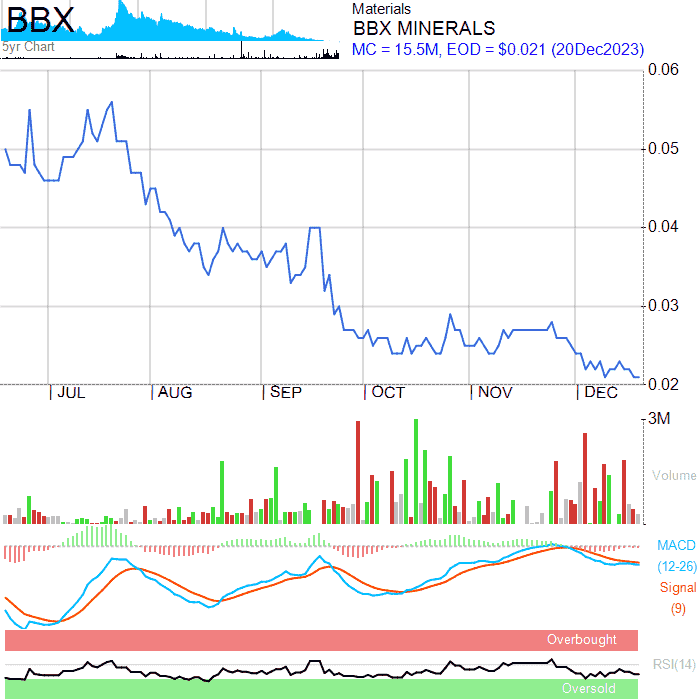 BBX
5yr Chart
Materials
BBX MINERALS
MC = 15.5M, EOD = $0.021 (20Dec2023)
0.06
0.05
0.04
0.03
0.02
JUL AUG SEP OCT NOV DEC
3M
Volume
MACD
(12-26)
Signal
(9)
Overbought
RSI(14)
Oversold